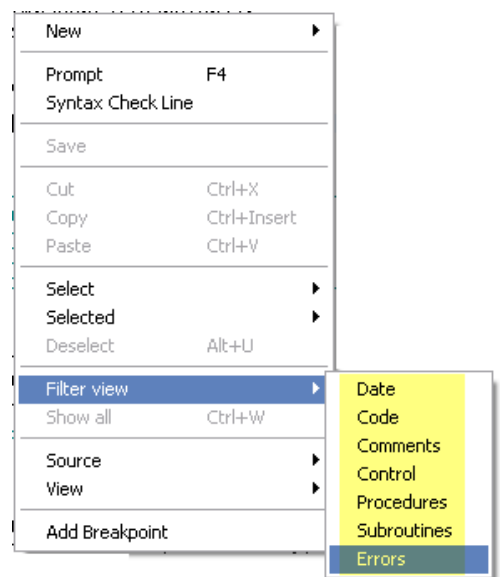 New
Prompt F4
Syntax Check Line
Save
Cut Ctrl+X
Copy Ctrl+Insert
Paste Ctrl+V
Select
Selected
Deselect Alt+U
Filter view
Show all Ctrl+W
Source
View
Add Breakpoint
Date
Code
Comments
Control
Procedures
Subroutines
Errors